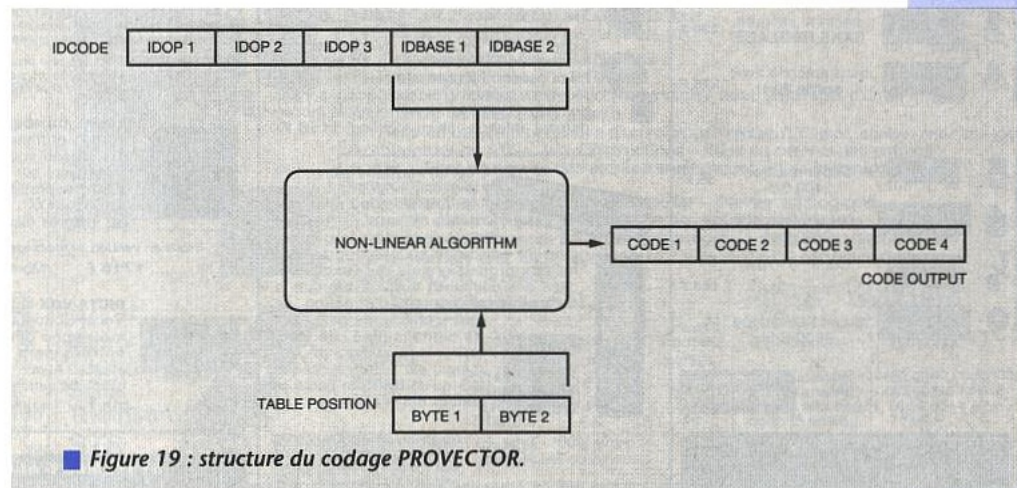 IDCODE IDOP 1 IDOP 2 IDOP 3 IDBASE 1 IDBASE 2
NON-LINEAR ALGORITHM
CODE 1 CODE 2 CODE 3 CODE 4
CODE OUTPUT
TABLE POSITION
BYTE 1 BYTE 2
Figure 19 : structure du codage PROVECTOR.